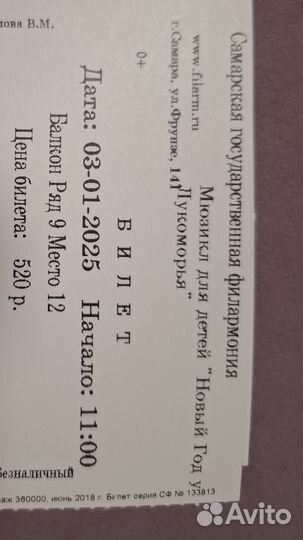 Самарская государственная филармония
Мюзикл для детей "Новый Год у
Лукоморья"
www.filarm.ru
г.Самара, ул.Фрунзе, 141
0+
БИЛЕТ
Дата: 03-01-2025 Начало: 11:00
Балкон Ряд 9 Место 12
Цена билета: 520 р.
В.М.
безналичный
360000, июнь 2018 г. Билет серия СФ № 133813
Avito